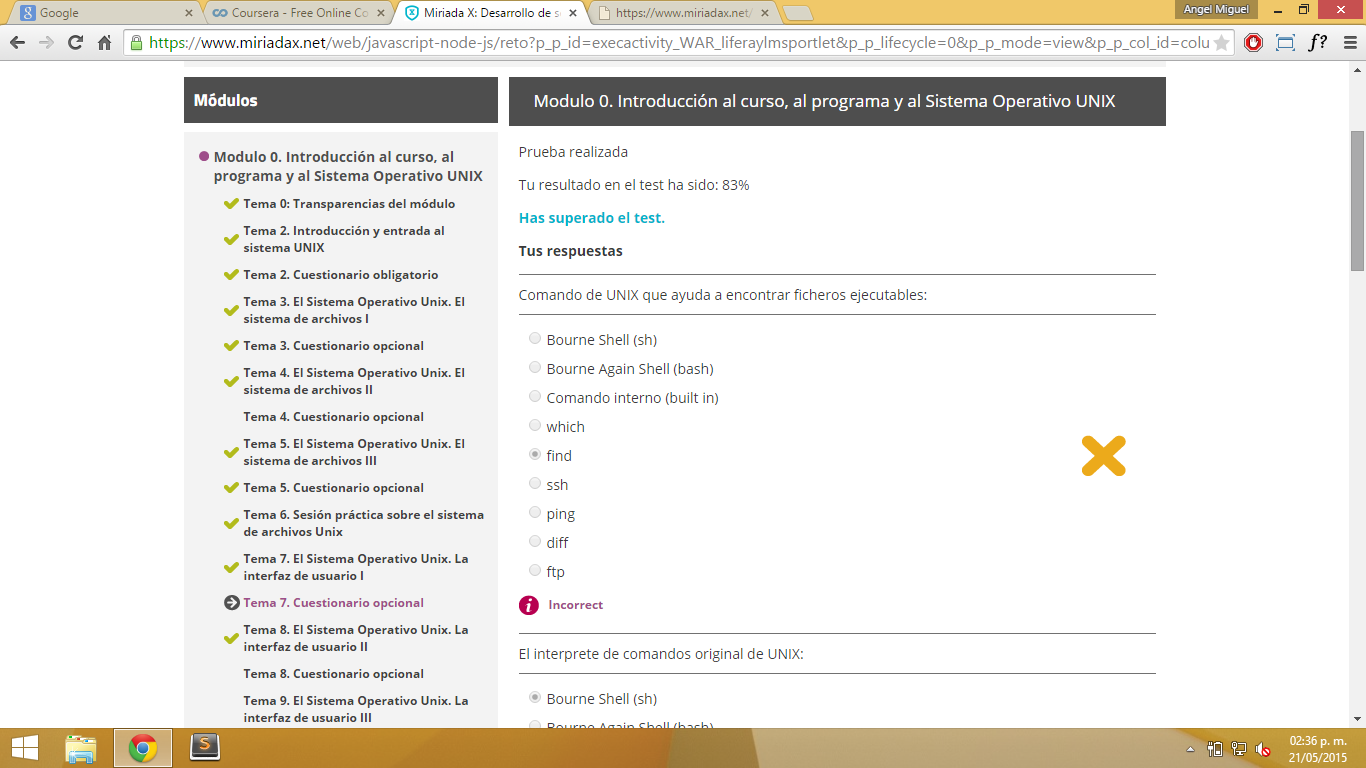 Google
Coursera - Free Online Co
Miriada X: Desarrollo de s
https://www.miriadax.net/
Angel Miguel
https://www.miriadax.net/web/javascript-node-js/reto?p_p_id=execactivity_WAR_liferaylmsportlet&p_p_lifecycle=0&p_p_mode=view&p_p_col_id=colu
f?
Módulos
Modulo 0. Introducción al curso, al programa y al Sistema Operativo UNIX
Tema 0: Transparencias del módulo
Tema 2. Introducción y entrada al sistema UNIX
Tema 2. Cuestionario obligatorio
Tema 3. El Sistema Operativo Unix. El sistema de archivos I
Tema 3. Cuestionario opcional
Tema 4. El Sistema Operativo Unix. El sistema de archivos II
Tema 4. Cuestionario opcional
Tema 5. El Sistema Operativo Unix. El sistema de archivos III
Tema 5. Cuestionario opcional
Tema 6. Sesión práctica sobre el sistema de archivos Unix
Tema 7. El Sistema Operativo Unix. La interfaz de usuario I
Tema 7. Cuestionario opcional
Tema 8. El Sistema Operativo Unix. La interfaz de usuario II
Tema 8. Cuestionario opcional
Tema 9. El Sistema Operativo Unix. La interfaz de usuario III
Modulo 0. Introducción al curso, al programa y al Sistema Operativo UNIX
Prueba realizada
Tu resultado en el test ha sido: 83%
Has superado el test.
Tus respuestas
Comando de UNIX que ayuda a encontrar ficheros ejecutables:
Bourne Shell (sh)
Bourne Again Shell (bash)
Comando interno (built in)
which
find
ssh
ping
diff
ftp
Incorrect
El interprete de comandos original de UNIX:
Bourne Shell (sh)
Bourne Again Shell (bash)
02:36 p. m.
21/05/2015